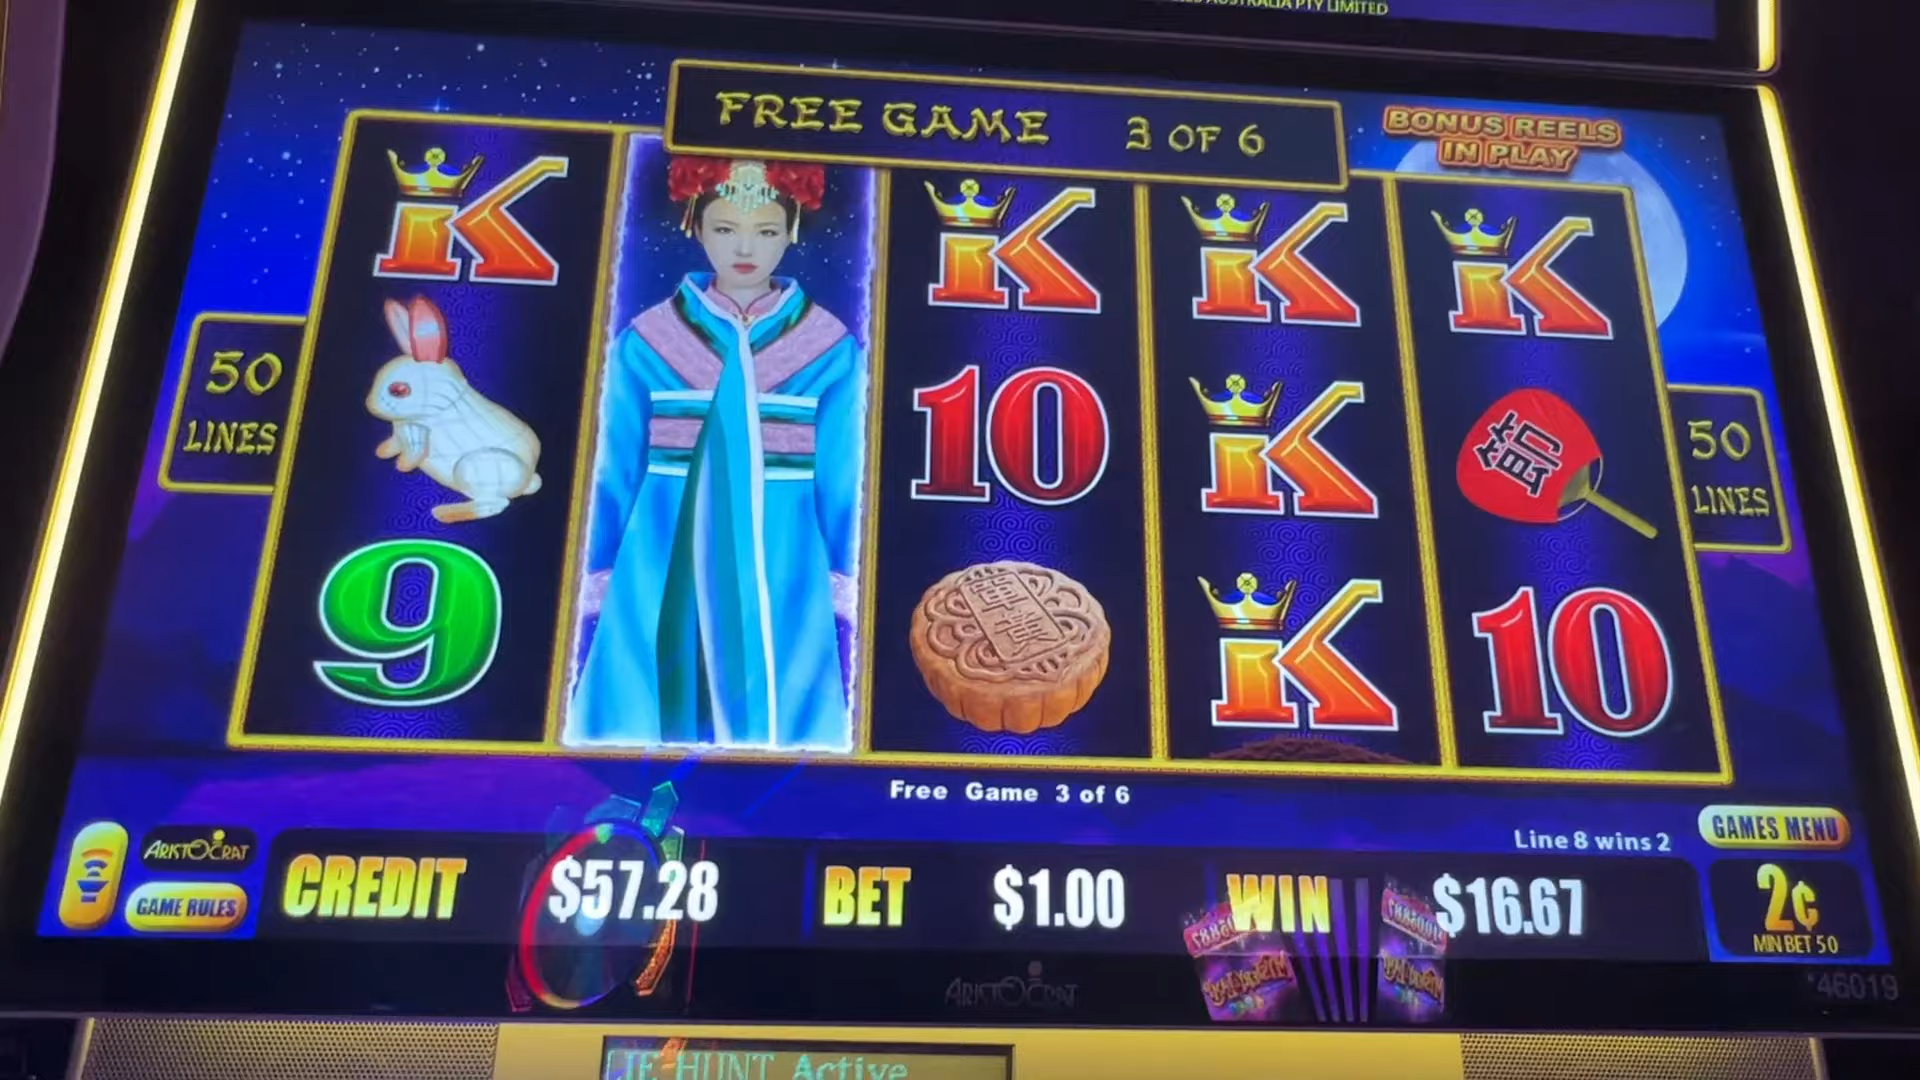 AUSTRALIA PTY LIMITED
FREE GAME 3 OF 6
BONUS REELS
IN PLAY
K K K K
50
LINES
10 K
50
LINES
9 K 10
Free Game 3 of 6
Line 8 wins 2
GAMES MENU
ARISTOCRAT
GAME RULES
CREDIT $57.28 BET $1.00 WIN $16.67
2¢
MIN BET 50
ARISTOCRAT
*46019
HUNT Active